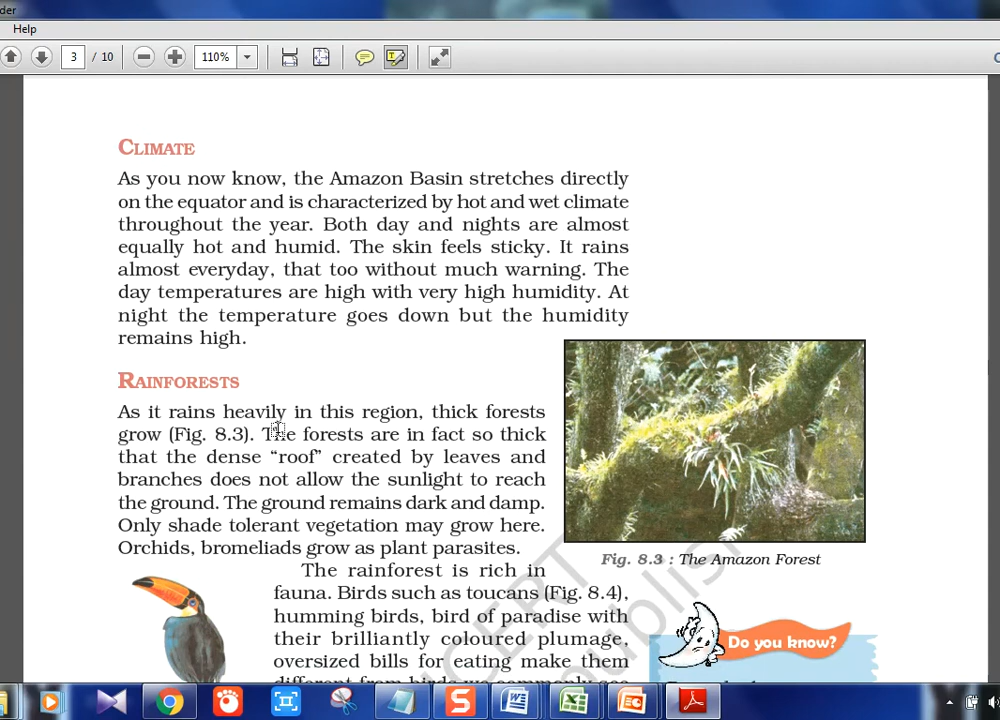 der
Help
3 / 10
110%
CLIMATE
As you now know, the Amazon Basin stretches directly
on the equator and is characterized by hot and wet climate
throughout the year. Both day and nights are almost
equally hot and humid. The skin feels sticky. It rains
almost everyday, that too without much warning. The
day temperatures are high with very high humidity. At
night the temperature goes down but the humidity
remains high.
RAINFORESTS
As it rains heavily in this region, thick forests
grow (Fig. 8.3). The forests are in fact so thick
that the dense “roof” created by leaves and
branches does not allow the sunlight to reach
the ground. The ground remains dark and damp.
Only shade tolerant vegetation may grow here.
Orchids, bromeliads grow as plant parasites.
Fig. 8.3 : The Amazon Forest
The rainforest is rich in
fauna. Birds such as toucans (Fig. 8.4),
humming birds, bird of paradise with
their brilliantly coloured plumage,
oversized bills for eating make them
different from birds we commonly
Do you know?